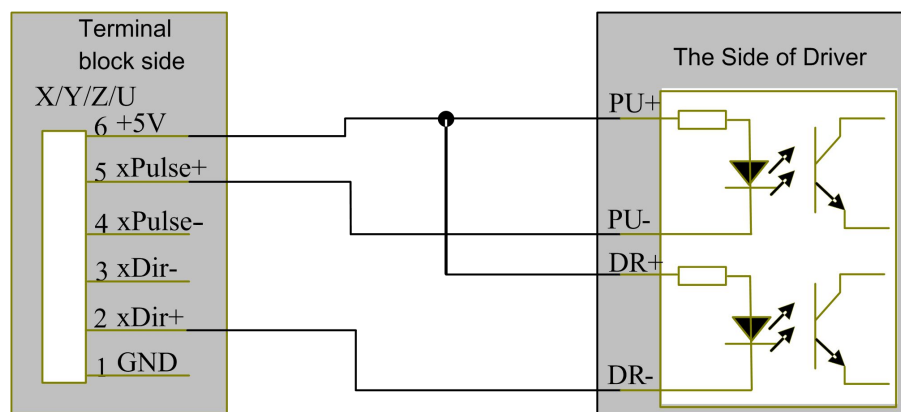 Terminal
block side
X/Y/Z/U
6 +5V
5 xPulse+
4 xPulse-
3 xDir-
2 xDir+
1 GND
The Side of Driver
PU+
PU-
DR+
DR-